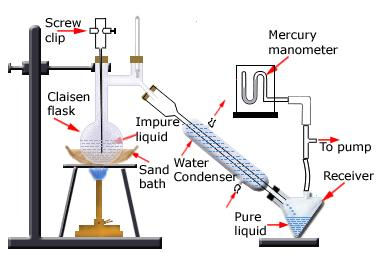 Screw
clip
Mercury
manometer
Claisen
flask
Impure
liquid
To pump
Sand
bath
Water
Condenser
Receiver
Pure
liquid